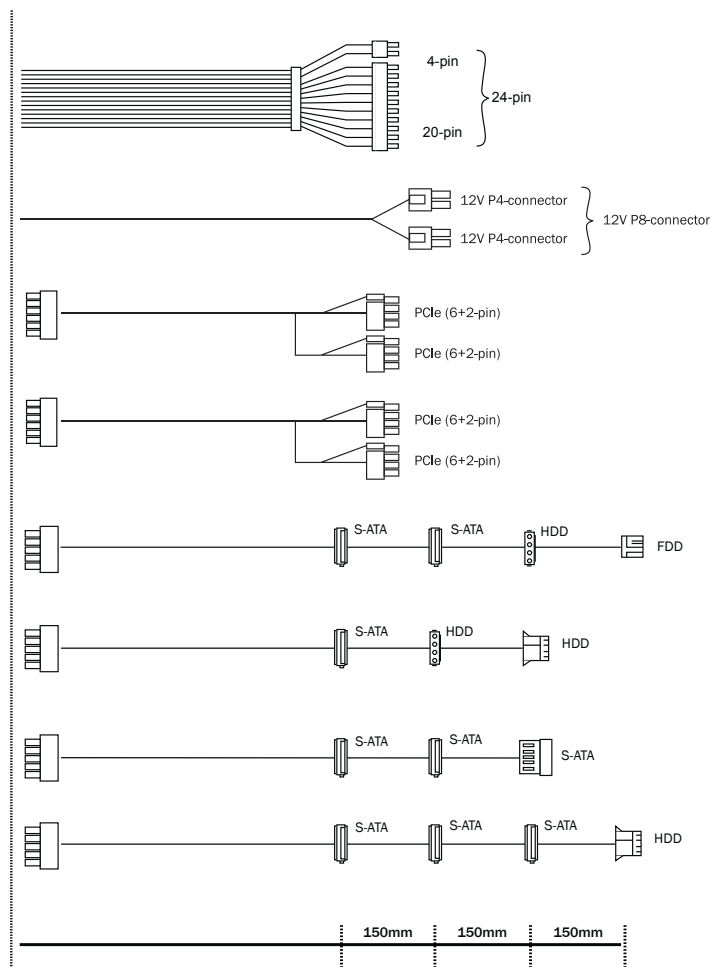 4-pin
24-pin
20-pin
12V P4-connector
12V P8-connector
12V P4-connector
PCIe (6+2-pin)
PCIe (6+2-pin)
PCIe (6+2-pin)
PCIe (6+2-pin)
S-ATA S-ATA HDD
FDD
S-ATA HDD
HDD
S-ATA S-ATA
S-ATA
S-ATA S-ATA S-ATA
HDD
150mm 150mm 150mm